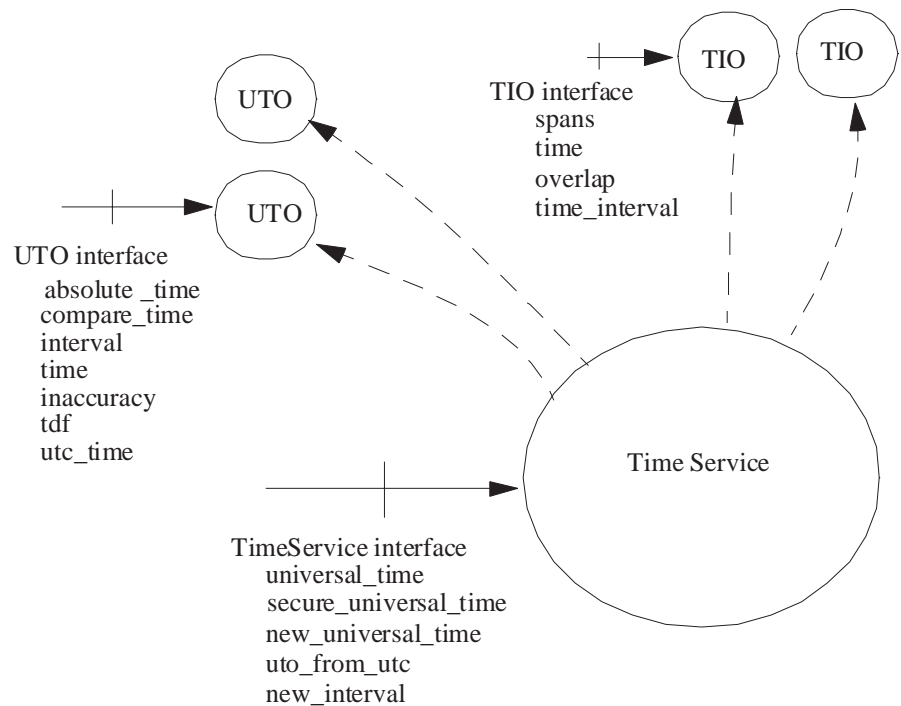 TIO
TIO
UTO
TIO interface
spans
time
overlap
time_interval
UTO
UTO interface
absolute _time
compare_time
interval
time
inaccuracy
tdf
utc_time
Time Service
TimeService interface
universal_time
secure_universal_time
new_universal_time
uto_from_utc
new_interval